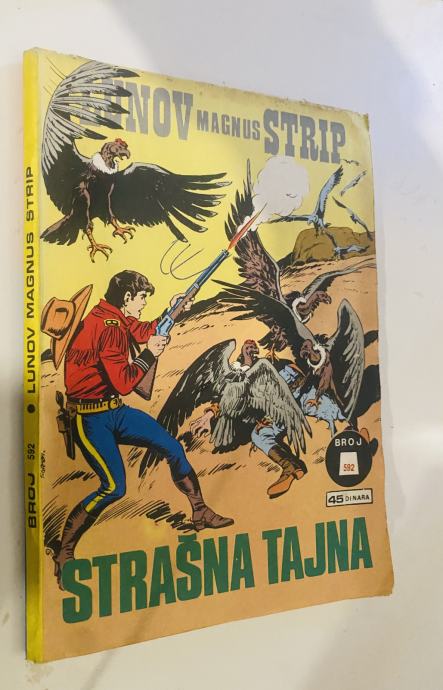 LUNOV MAGNUS STRIP
BROJ
592
45 DINARA
STRAŠNA TAJNA
BROJ 592 • LUNOV MAGNUS STRIP